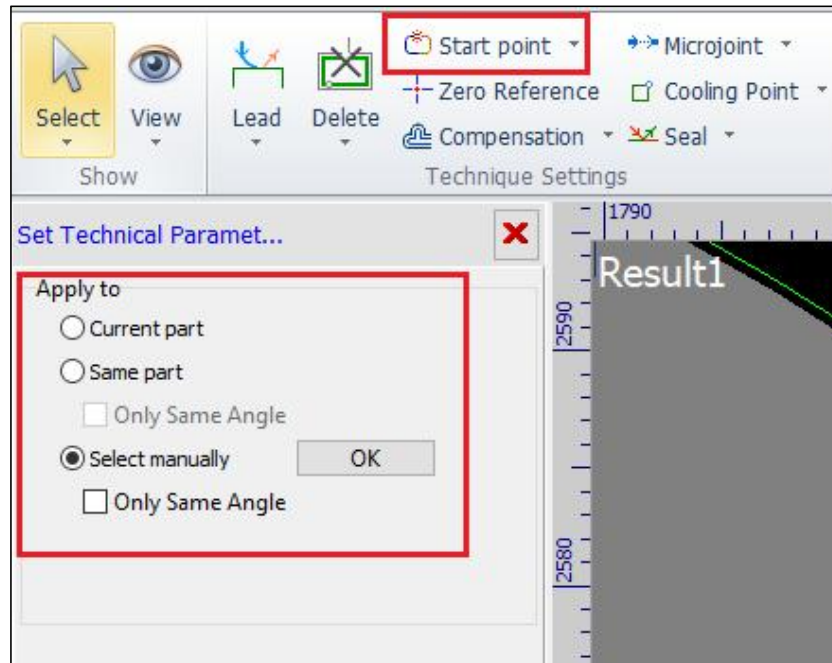 Start point
Microjoint
Zero Reference
Cooling Point
Select
View
Lead
Delete
Compensation
Seal
Show
Technique Settings
Set Technical Paramet...
1790
Apply to
Result1
Current part
2590
Same part
Only Same Angle
Select manually
OK
Only Same Angle
2580